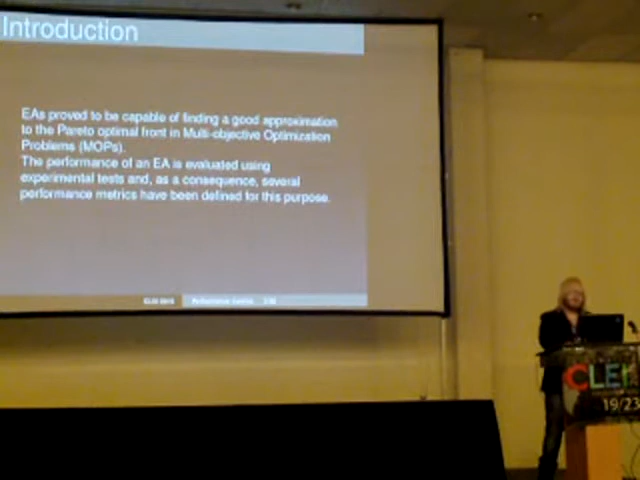 Introduction
EAs proved to be capable of finding a good approximation
to the Pareto optimal front in Multi-objective Optimization
Problems (MOPs).
The performance of an EA is evaluated using
experimental tests and, as a consequence, several
performance metrics have been defined for this purpose.
CLEI
19/23